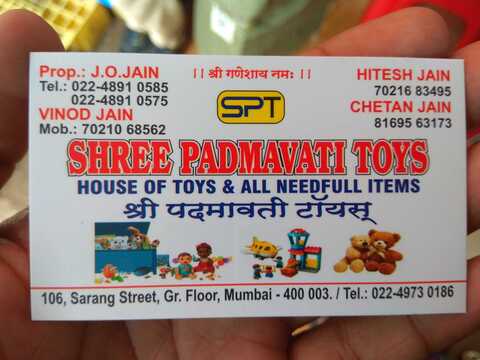 Prop.: J.O.JAIN
Tel.: 022-4891 0585
022-4891 0575
VINOD JAIN
Mob.: 70210 68562
।। श्री गणेशाय नमः ।।
SPT
HITESH JAIN
70216 83495
CHETAN JAIN
81695 63173
SHREE PADMAVATI TOYS
HOUSE OF TOYS & ALL NEEDFULL ITEMS
श्री पदमावती टॉयस्
106, Sarang Street, Gr. Floor, Mumbai - 400 003. / Tel.: 022-4973 0186